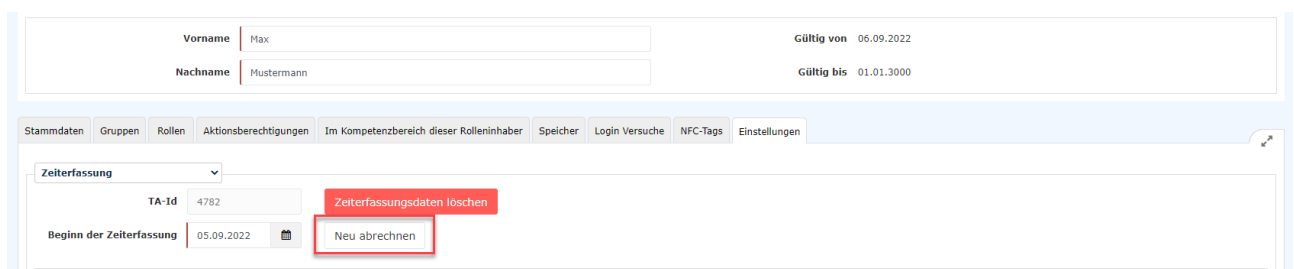 Vorname Max Gültig von 06.09.2022
Nachname Mustermann Gültig bis 01.01.3000
Stammdaten Gruppen Rollen Aktionsberechtigungen Im Kompetenzbereich dieser Rolleninhaber Speicher Login Versuche NFC-Tags Einstellungen
Zeiterfassung
TA-Id 4782 Zeiterfassungsdaten löschen
Beginn der Zeiterfassung 05.09.2022 Neu abrechnen